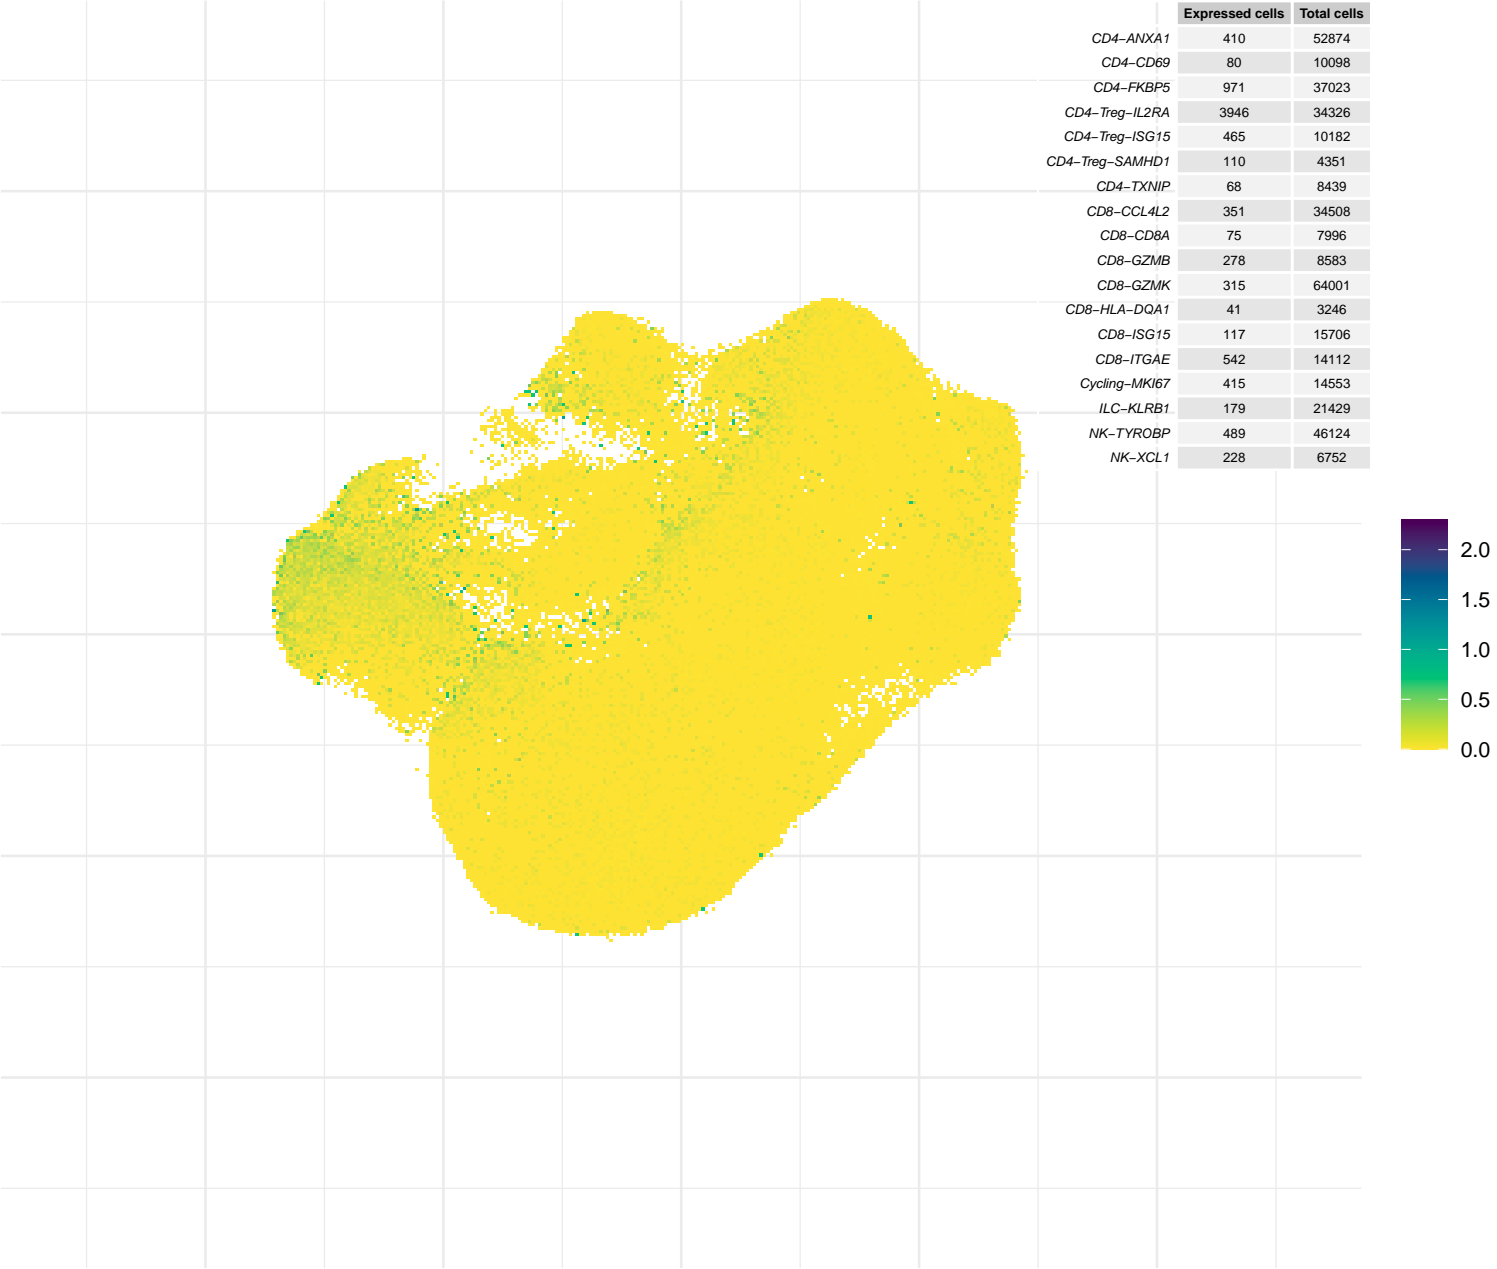 Expressed cells Total cells
CD4−ANXA1 410 52874
CD4−CD69 80 10098
CD4−FKBP5 971 37023
CD4−Treg−IL2RA 3946 34326
CD4−Treg−ISG15 465 10182
CD4−Treg−SAMHD1 110 4351
CD4−TXNIP 68 8439
CD8−CCL4L2 351 34508
CD8−CD8A 75 7996
CD8−GZMB 278 8583
CD8−GZMK 315 64001
CD8−HLA−DQA1 41 3246
CD8−ISG15 117 15706
CD8−ITGAE 542 14112
Cycling−MKI67 415 14553
ILC−KLRB1 179 21429
NK−TYROBP 489 46124
NK−XCL1 228 6752
2.0
1.5
1.0
0.5
0.0